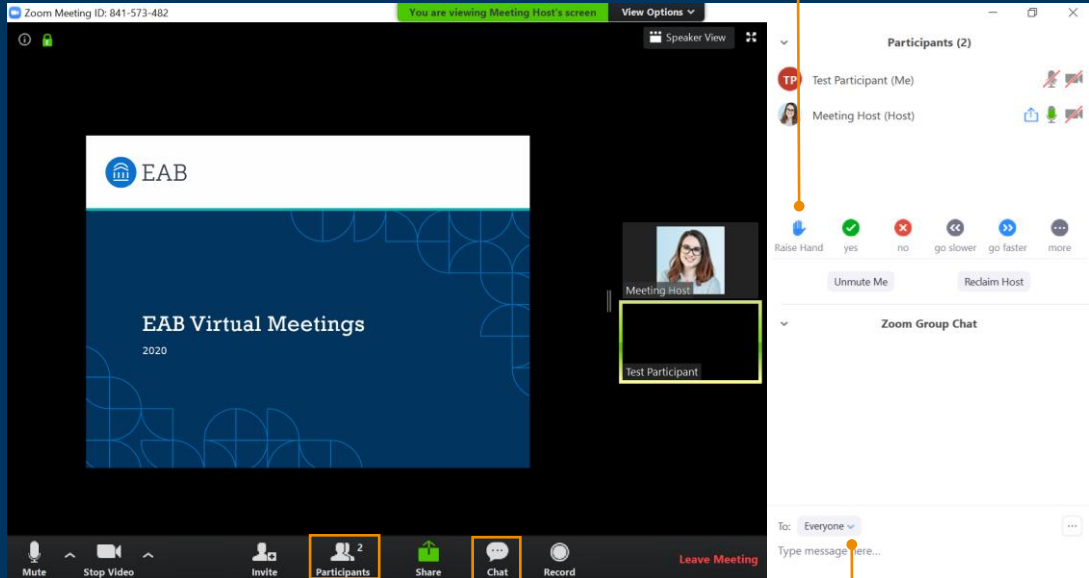 Zoom Meeting ID: 841-573-482
You are viewing Meeting Host's screen
View Options
Speaker View
EAB
EAB Virtual Meetings
2020
Meeting Host
Test Participant
Mute
Stop Video
Invite
Participants
2
Share
Chat
Record
Leave Meeting
Participants (2)
TP
Test Participant (Me)
Meeting Host (Host)
Raise Hand
yes
no
go slower
go faster
more
Unmute Me
Reclaim Host
Zoom Group Chat
To: Everyone
Type message here...